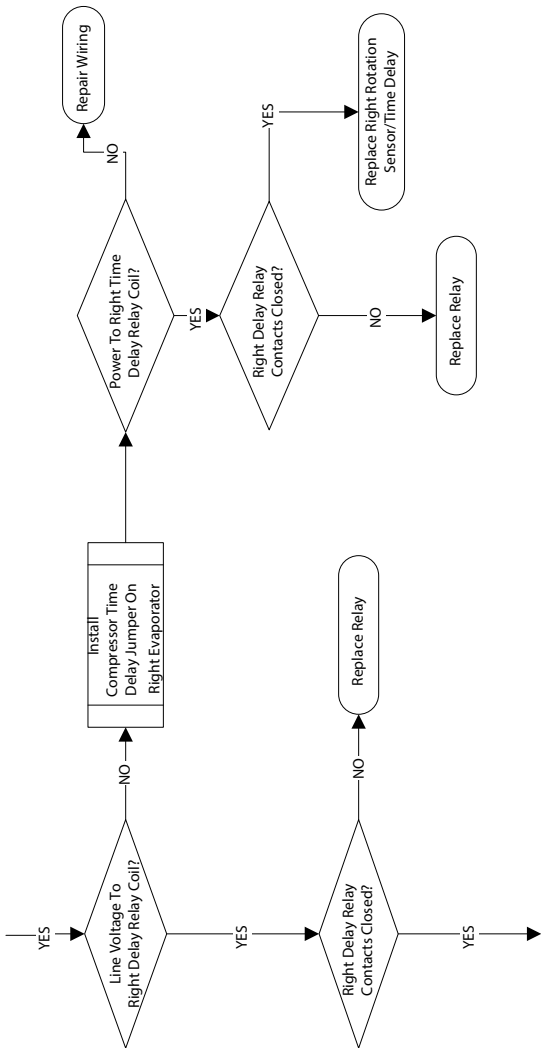 YES
Line Voltage To
Right Delay Relay Coil?
NO
Install
Compressor Time
Delay Jumper On
Right Evaporator
Power To Right Time
Delay Relay Coil?
NO
Repair Wiring
YES
Right Delay Relay
Contacts Closed?
YES
Replace Right Rotation
Sensor/Time Delay
NO
Replace Relay
YES
Right Delay Relay
Contacts Closed?
NO
Replace Relay
YES